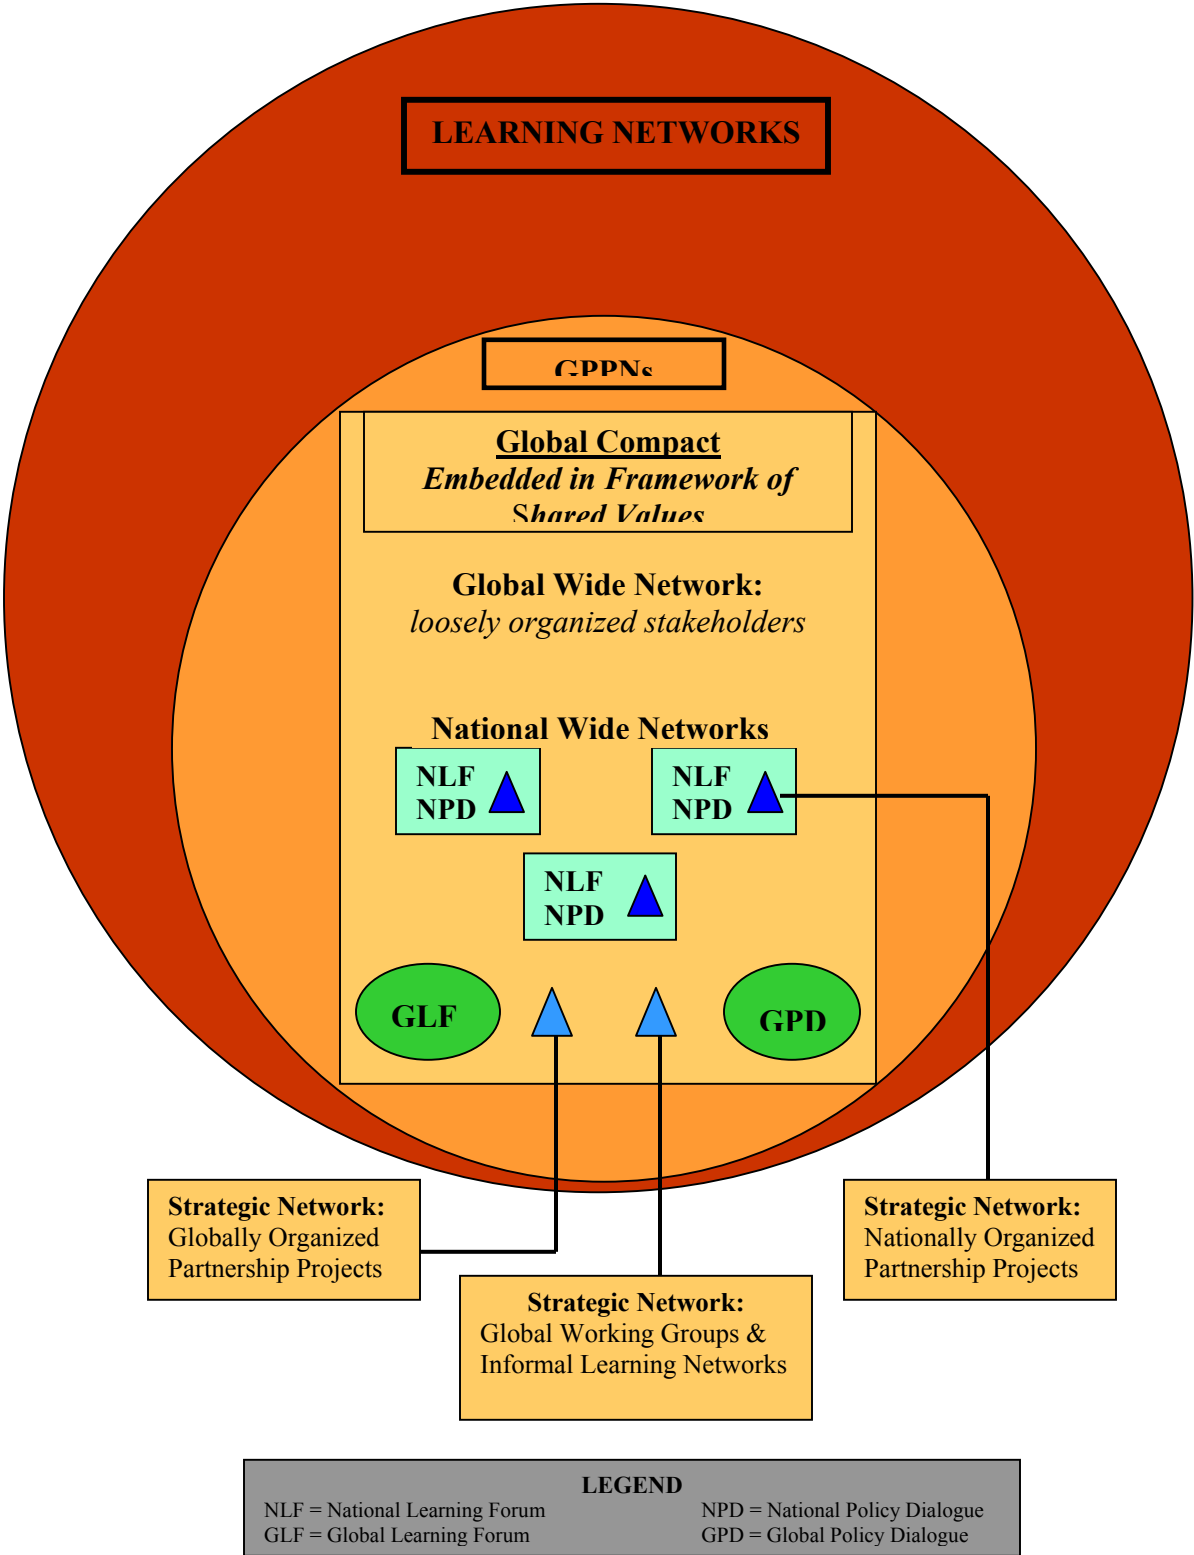 LEARNING NETWORKS
GPPNs
Global Compact
Embedded in Framework of
Shared Values
Global Wide Network:
loosely organized stakeholders
National Wide Networks
NLF
NPD
NLF
NPD
NLF
NPD
GLF
GPD
Strategic Network:
Globally Organized
Partnership Projects
Strategic Network:
Global Working Groups &
Informal Learning Networks
Strategic Network:
Nationally Organized
Partnership Projects
LEGEND
NLF = National Learning Forum NPD = National Policy Dialogue
GLF = Global Learning Forum GPD = Global Policy Dialogue